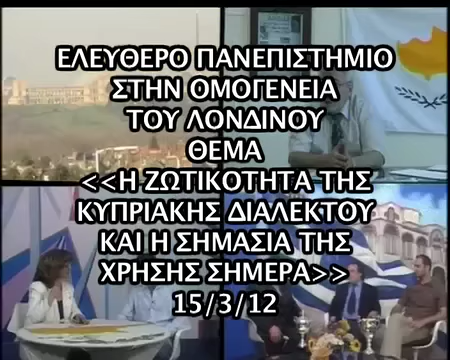 ΕΛΕΥΘΕΡΟ ΠΑΝΕΠΙΣΤΗΜΙΟ
ΣΤΗΝ ΟΜΟΓΕΝΕΙΑ
ΤΟΥ ΛΟΝΔΙΝΟΥ
ΘΕΜΑ
<<Η ΖΩΤΙΚΟΤΗΤΑ ΤΗΣ
ΚΥΠΡΙΑΚΗΣ ΔΙΑΛΕΚΤΟΥ
ΚΑΙ Η ΣΗΜΑΣΙΑ ΤΗΣ
ΧΡΗΣΗΣ ΣΗΜΕΡΑ>>
15/3/12